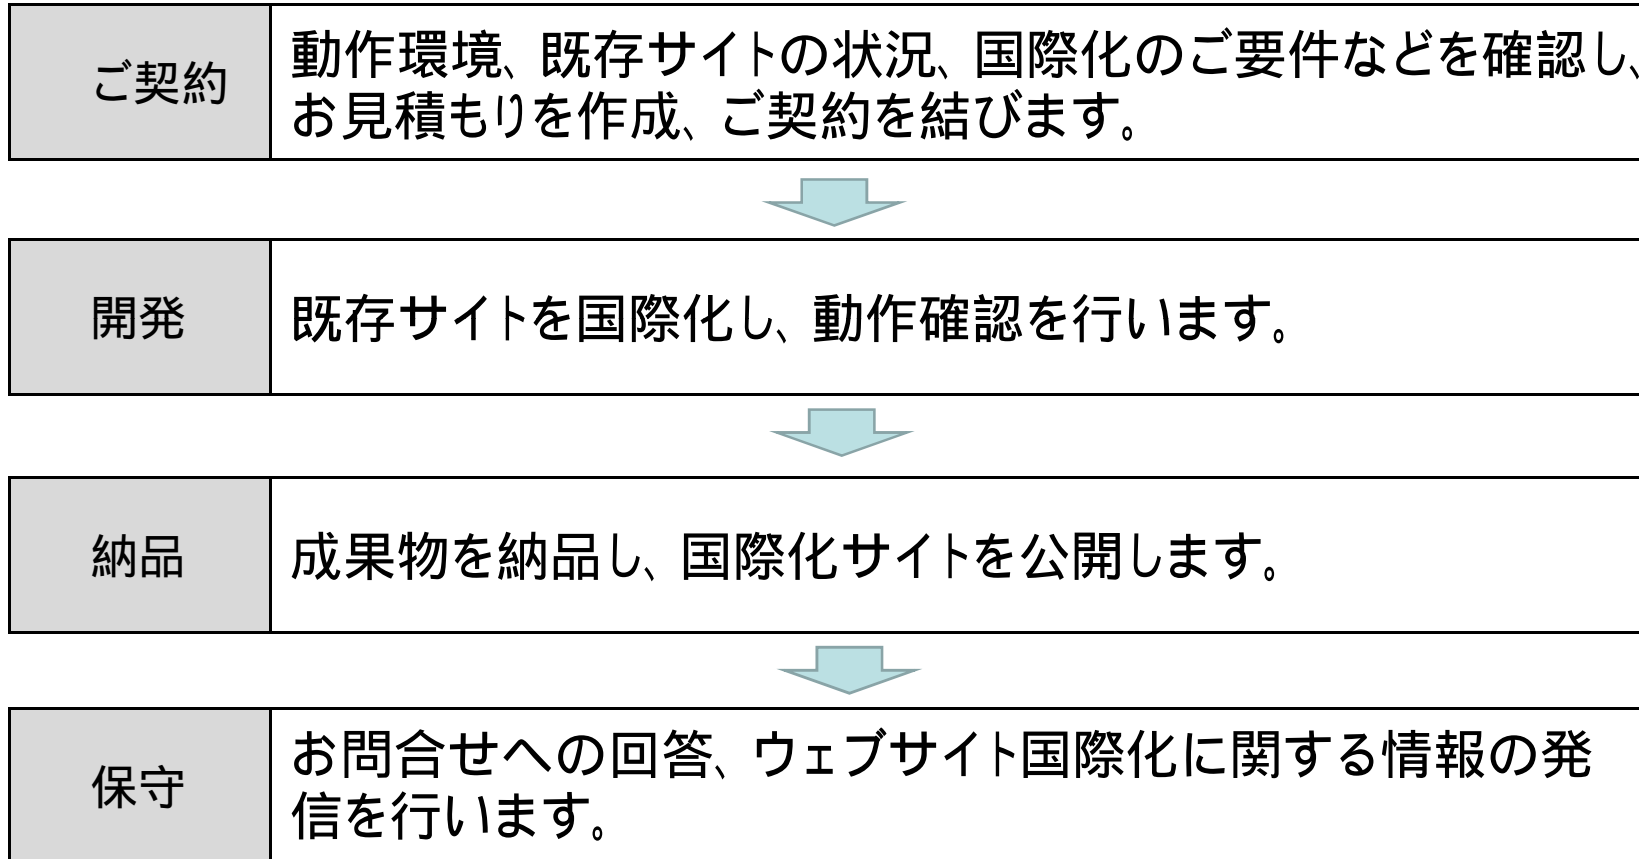 ご契約
動作環境、既存サイトの状況、国際化のご要件などを確認し、
お見積もりを作成、ご契約を結びます。
開発
既存サイトを国際化し、動作確認を行います。
納品
成果物を納品し、国際化サイトを公開します。
保守
お問合せへの回答、ウェブサイト国際化に関する情報の発
信を行います。